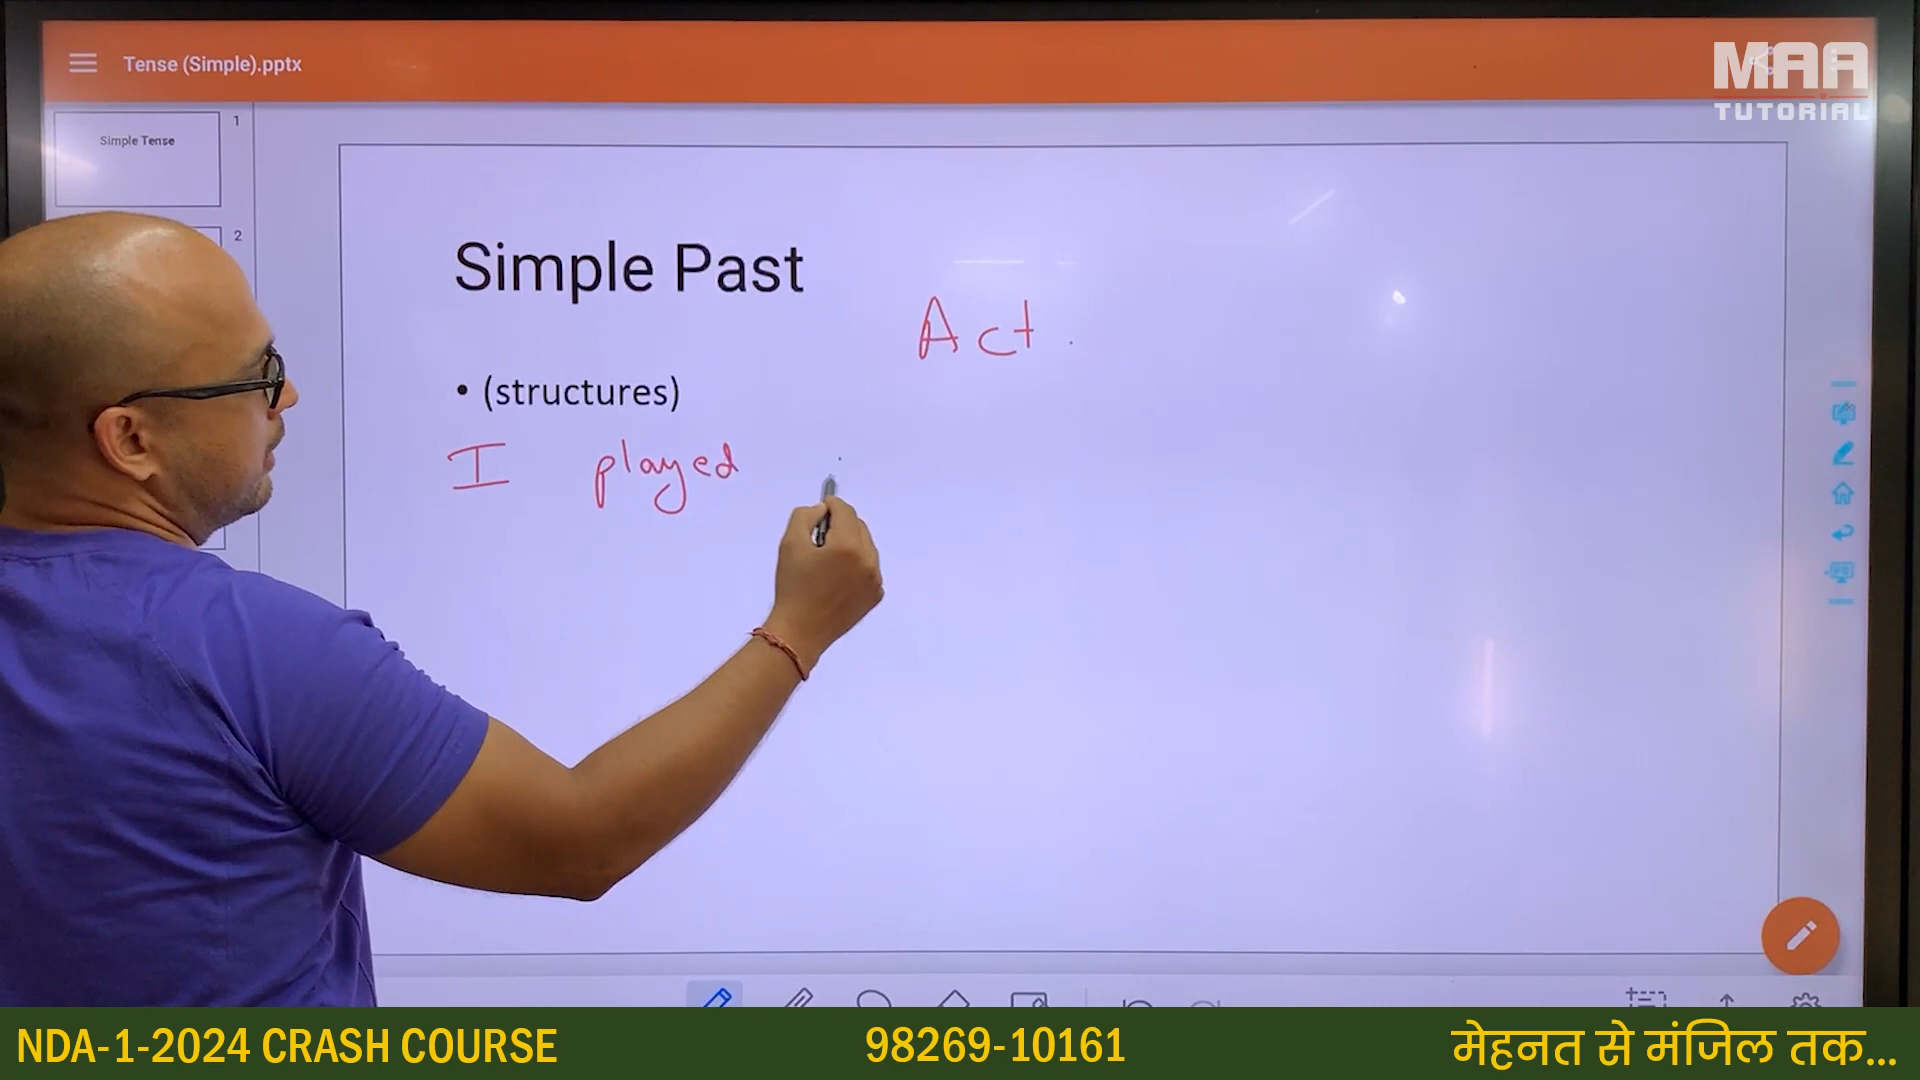 Tense (Simple).pptx
MAA
TUTORIAL
1
Simple Tense
2
Simple Past
Act.
• (structures)
I played
NDA-1-2024 CRASH COURSE
98269-10161
मेहनत से मंजिल तक...